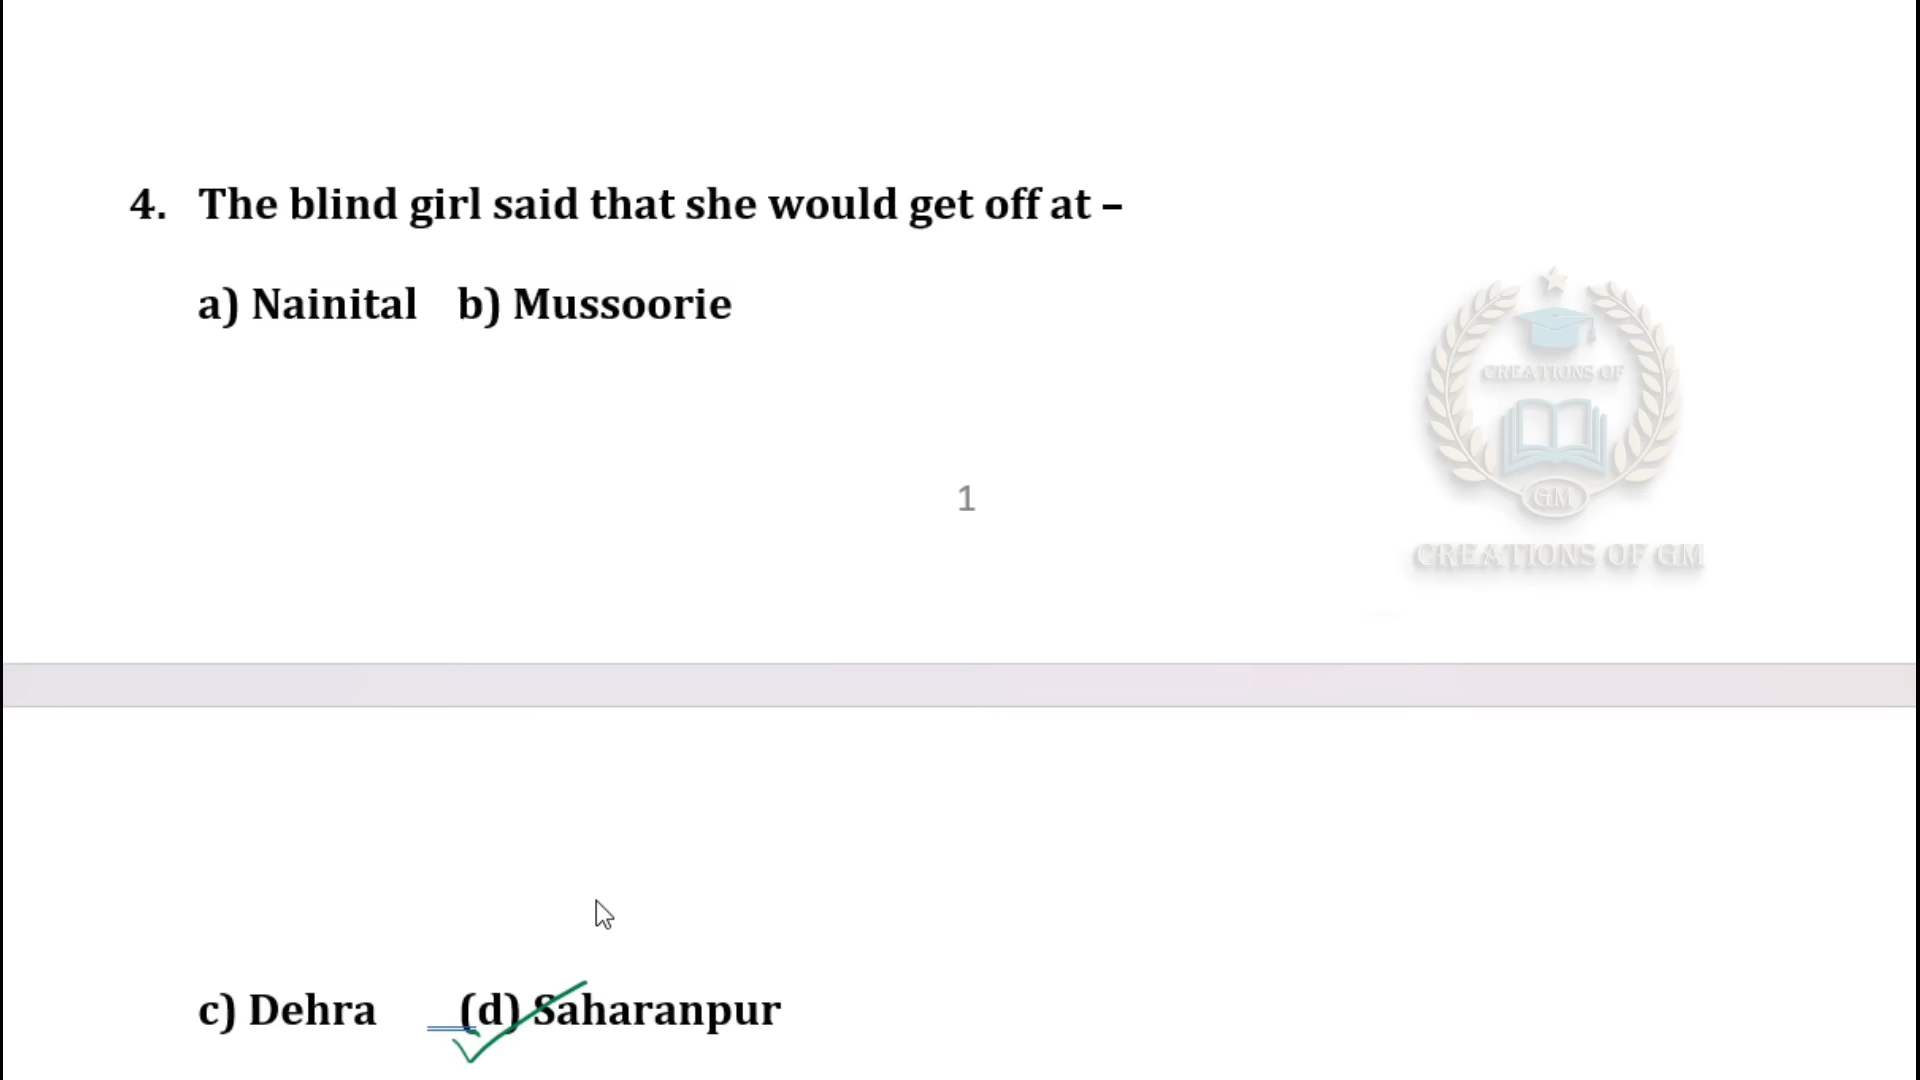 4. The blind girl said that she would get off at –
a) Nainital b) Mussoorie
CREATIONS OF
GM
CREATIONS OF GM
1
c) Dehra (d) Saharanpur